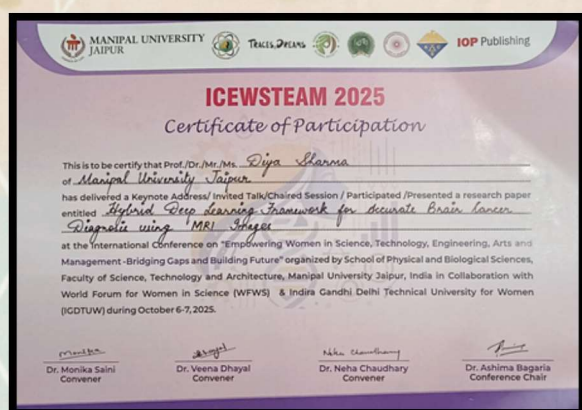 MANIPAL UNIVERSITY
JAIPUR
TRACES, DREAMS
IOP Publishing
ICEWSTEAM 2025
Certificate of Participation
This is to be certify that Prof./Dr./Mr./Ms. Diya Sharma
of Manipal University Jaipur
has delivered a Keynote Address/ Invited Talk/Chaired Session / Participated /Presented a research paper
entitled Hybrid Deep Learning Framework for Accurate Brain Cancer
Diagnotic using MRI Images
at the International Conference on "Empowering Women in Science, Technology, Engineering, Arts and
Management -Bridging Gaps and Building Future" organized by School of Physical and Biological Sciences,
Faculty of Science, Technology and Architecture, Manipal University Jaipur, India in Collaboration with
World Forum for Women in Science (WFWS) & Indira Gandhi Delhi Technical University for Women
(IGDTUW) during October 6-7, 2025.
Neha Chaudhary
Dr. Monika Saini
Convener
Dr. Veena Dhayal
Convener
Dr. Neha Chaudhary
Convener
Dr. Ashima Bagaria
Conference Chair